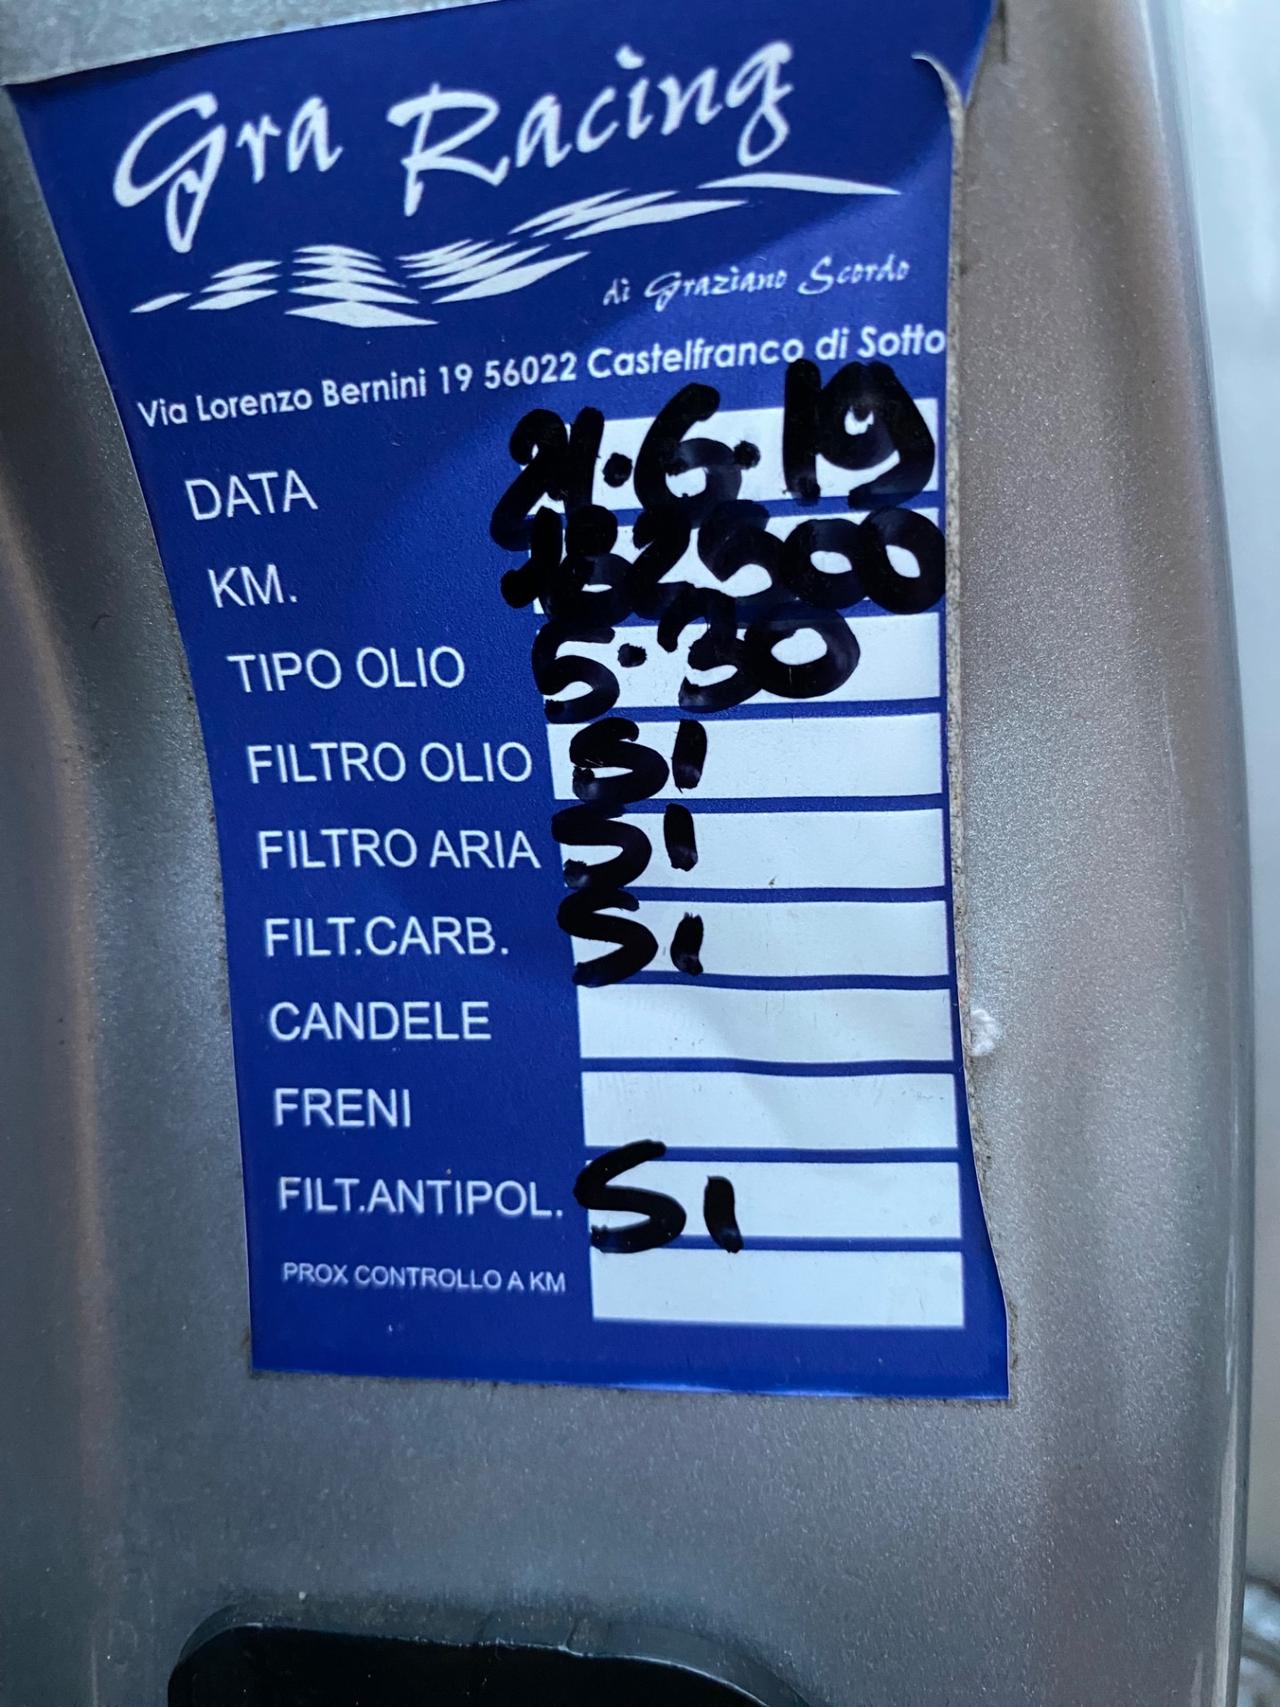 Gra Racing
di Graziano Scordo
Via Lorenzo Bernini 19 56022 Castelfranco di Sotto
DATA 21.6.19
KM.
TIPO OLIO 5.30
FILTRO OLIO SI
FILTRO ARIA SI
FILT.CARB. SI
CANDELE
FRENI
FILT.ANTIPOL. SI
PROX CONTROLLO A KM